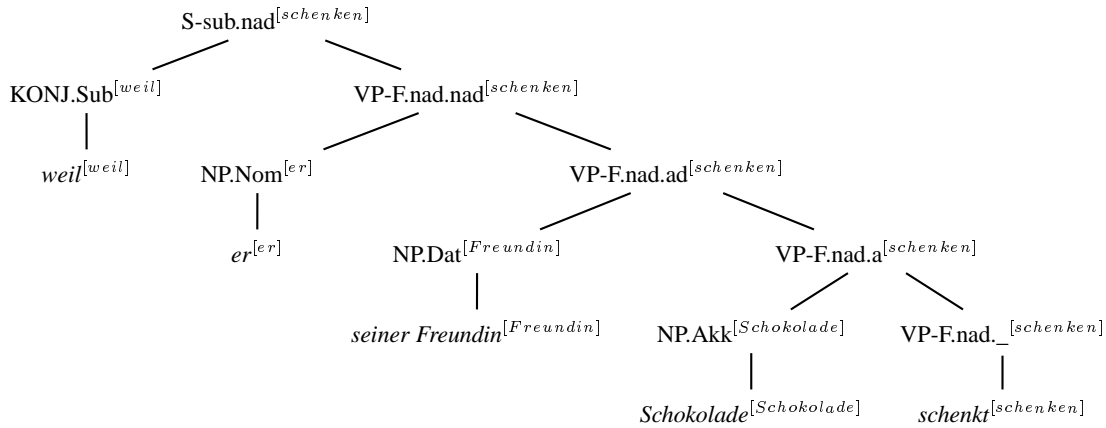 S-sub.nad[schenken]
KONJ.Sub[weil] VP-F.nad.nad[schenken]
weil[weil] NP.Nom[er] VP-F.nad.ad[schenken]
er[er] NP.Dat[Freundin] VP-F.nad.a[schenken]
seiner Freundin[Freundin] NP.Akk[Schokolade] VP-F.nad._[schenken]
Schokolade[Schokolade] schenkt[schenken]